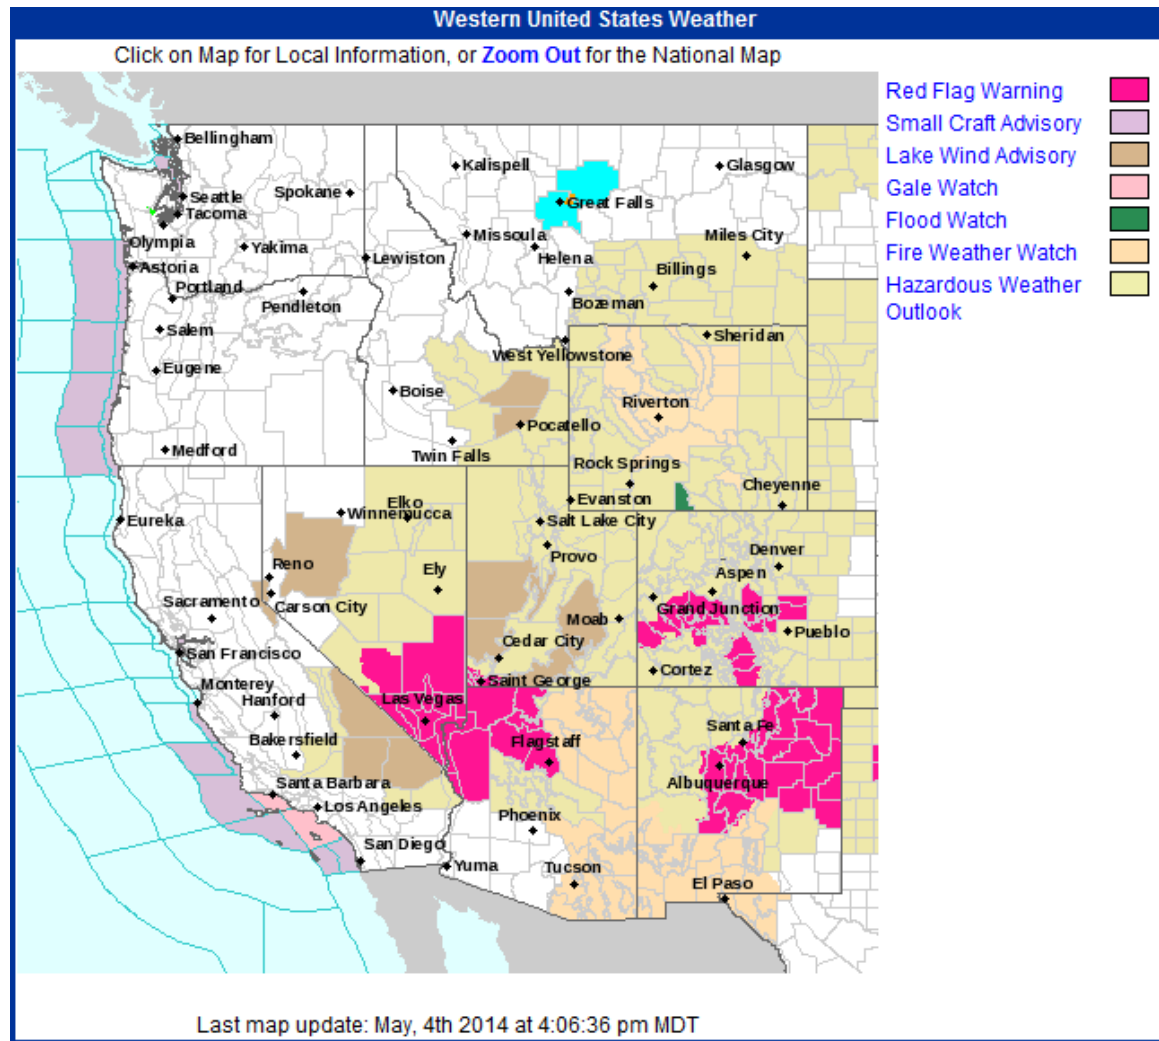 Western United States Weather
Click on Map for Local Information, or Zoom Out for the National Map
Red Flag Warning
Small Craft Advisory
Lake Wind Advisory
Gale Watch
Flood Watch
Fire Weather Watch
Hazardous Weather
Outlook
Bellingham
Kalispell
Glasgow
Spokane
Seattle
Great Falls
Tacoma
Olympia
Yakima
Missoula
Miles City
Lewiston
Helena
Astoria
Billings
Portland
Pendleton
Bozeman
Salem
Sheridan
West Yellowstone
Eugene
Boise
Riverton
Pocatello
Medford
Twin Falls
Rock Springs
Cheyenne
Evanston
Elko
Winnemucca
Eureka
Salt Lake City
Provo
Denver
Reno
Ely
Aspen
Sacramento
Carson City
Grand Junction
Moab
Pueblo
Cedar City
San Francisco
Cortez
Saint George
Monterey
Hanford
Las Vegas
Santa Fe
Bakersfield
Flagstaff
Albuquerque
Santa Barbara
Los Angeles
Phoenix
San Diego
Yuma
Tucson
El Paso
Last map update: May, 4th 2014 at 4:06:36 pm MDT